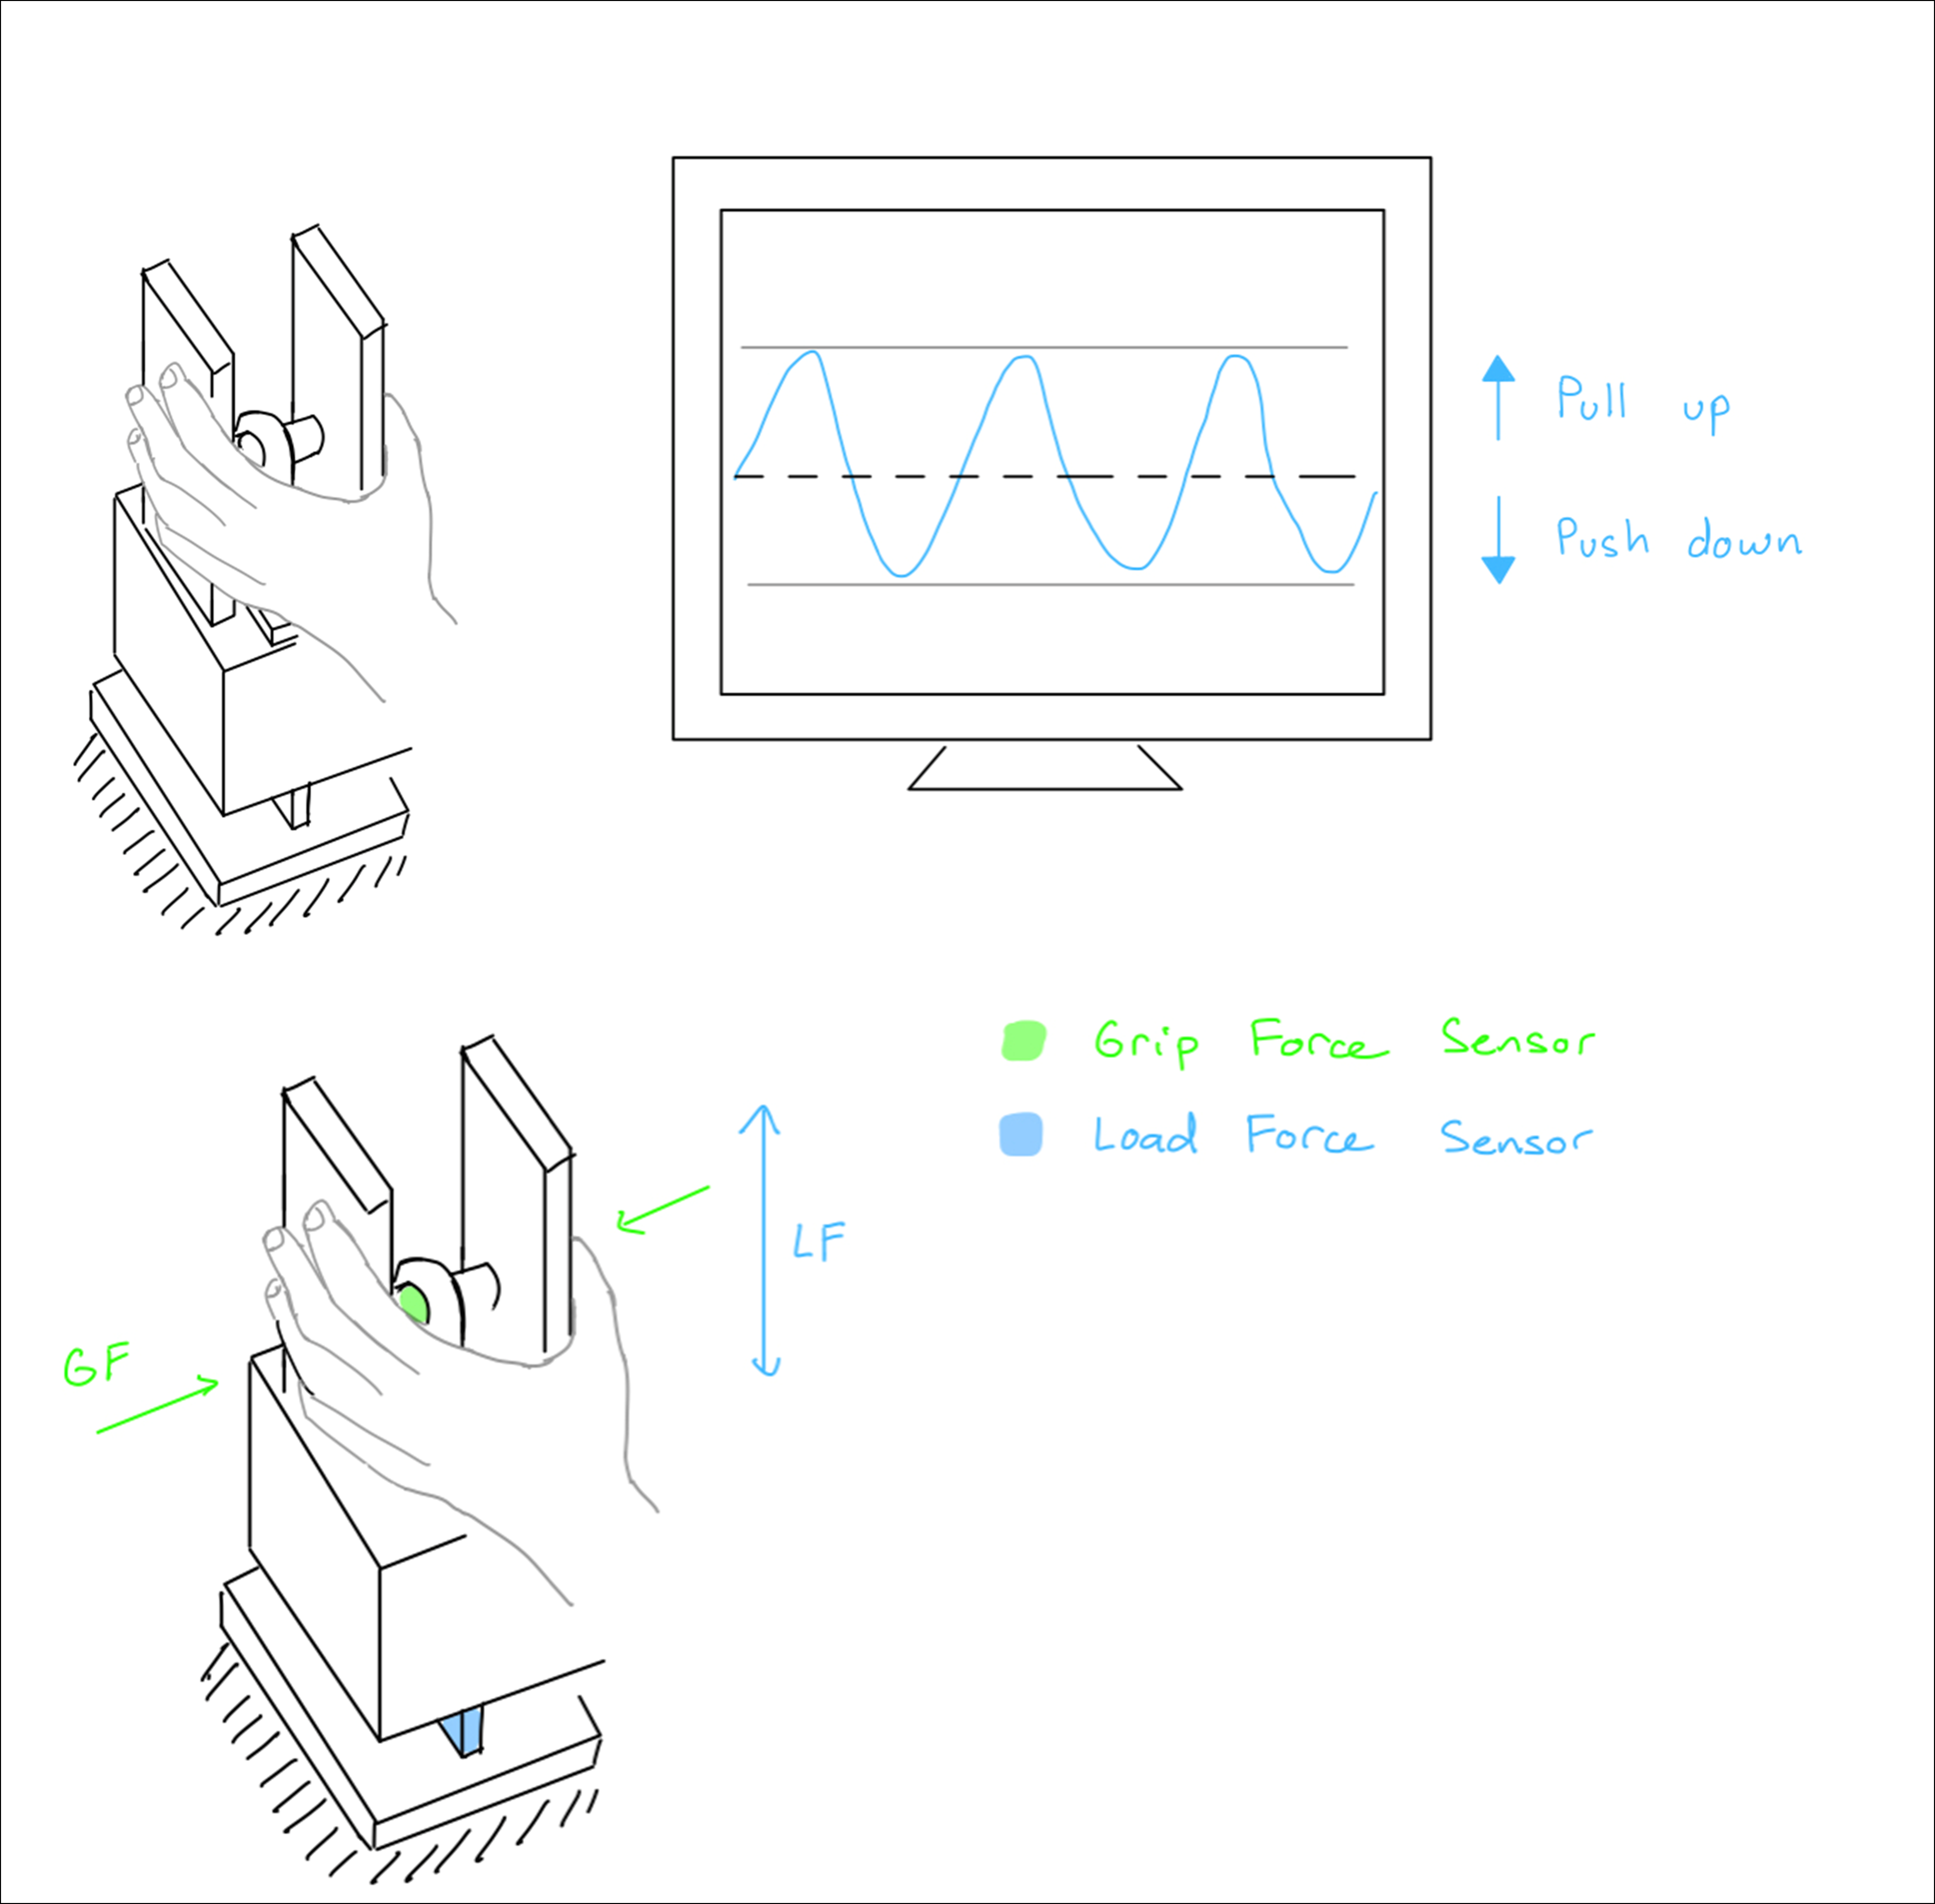 Pull up
Push down
Grip Force Sensor
Load Force Sensor
LF
GF